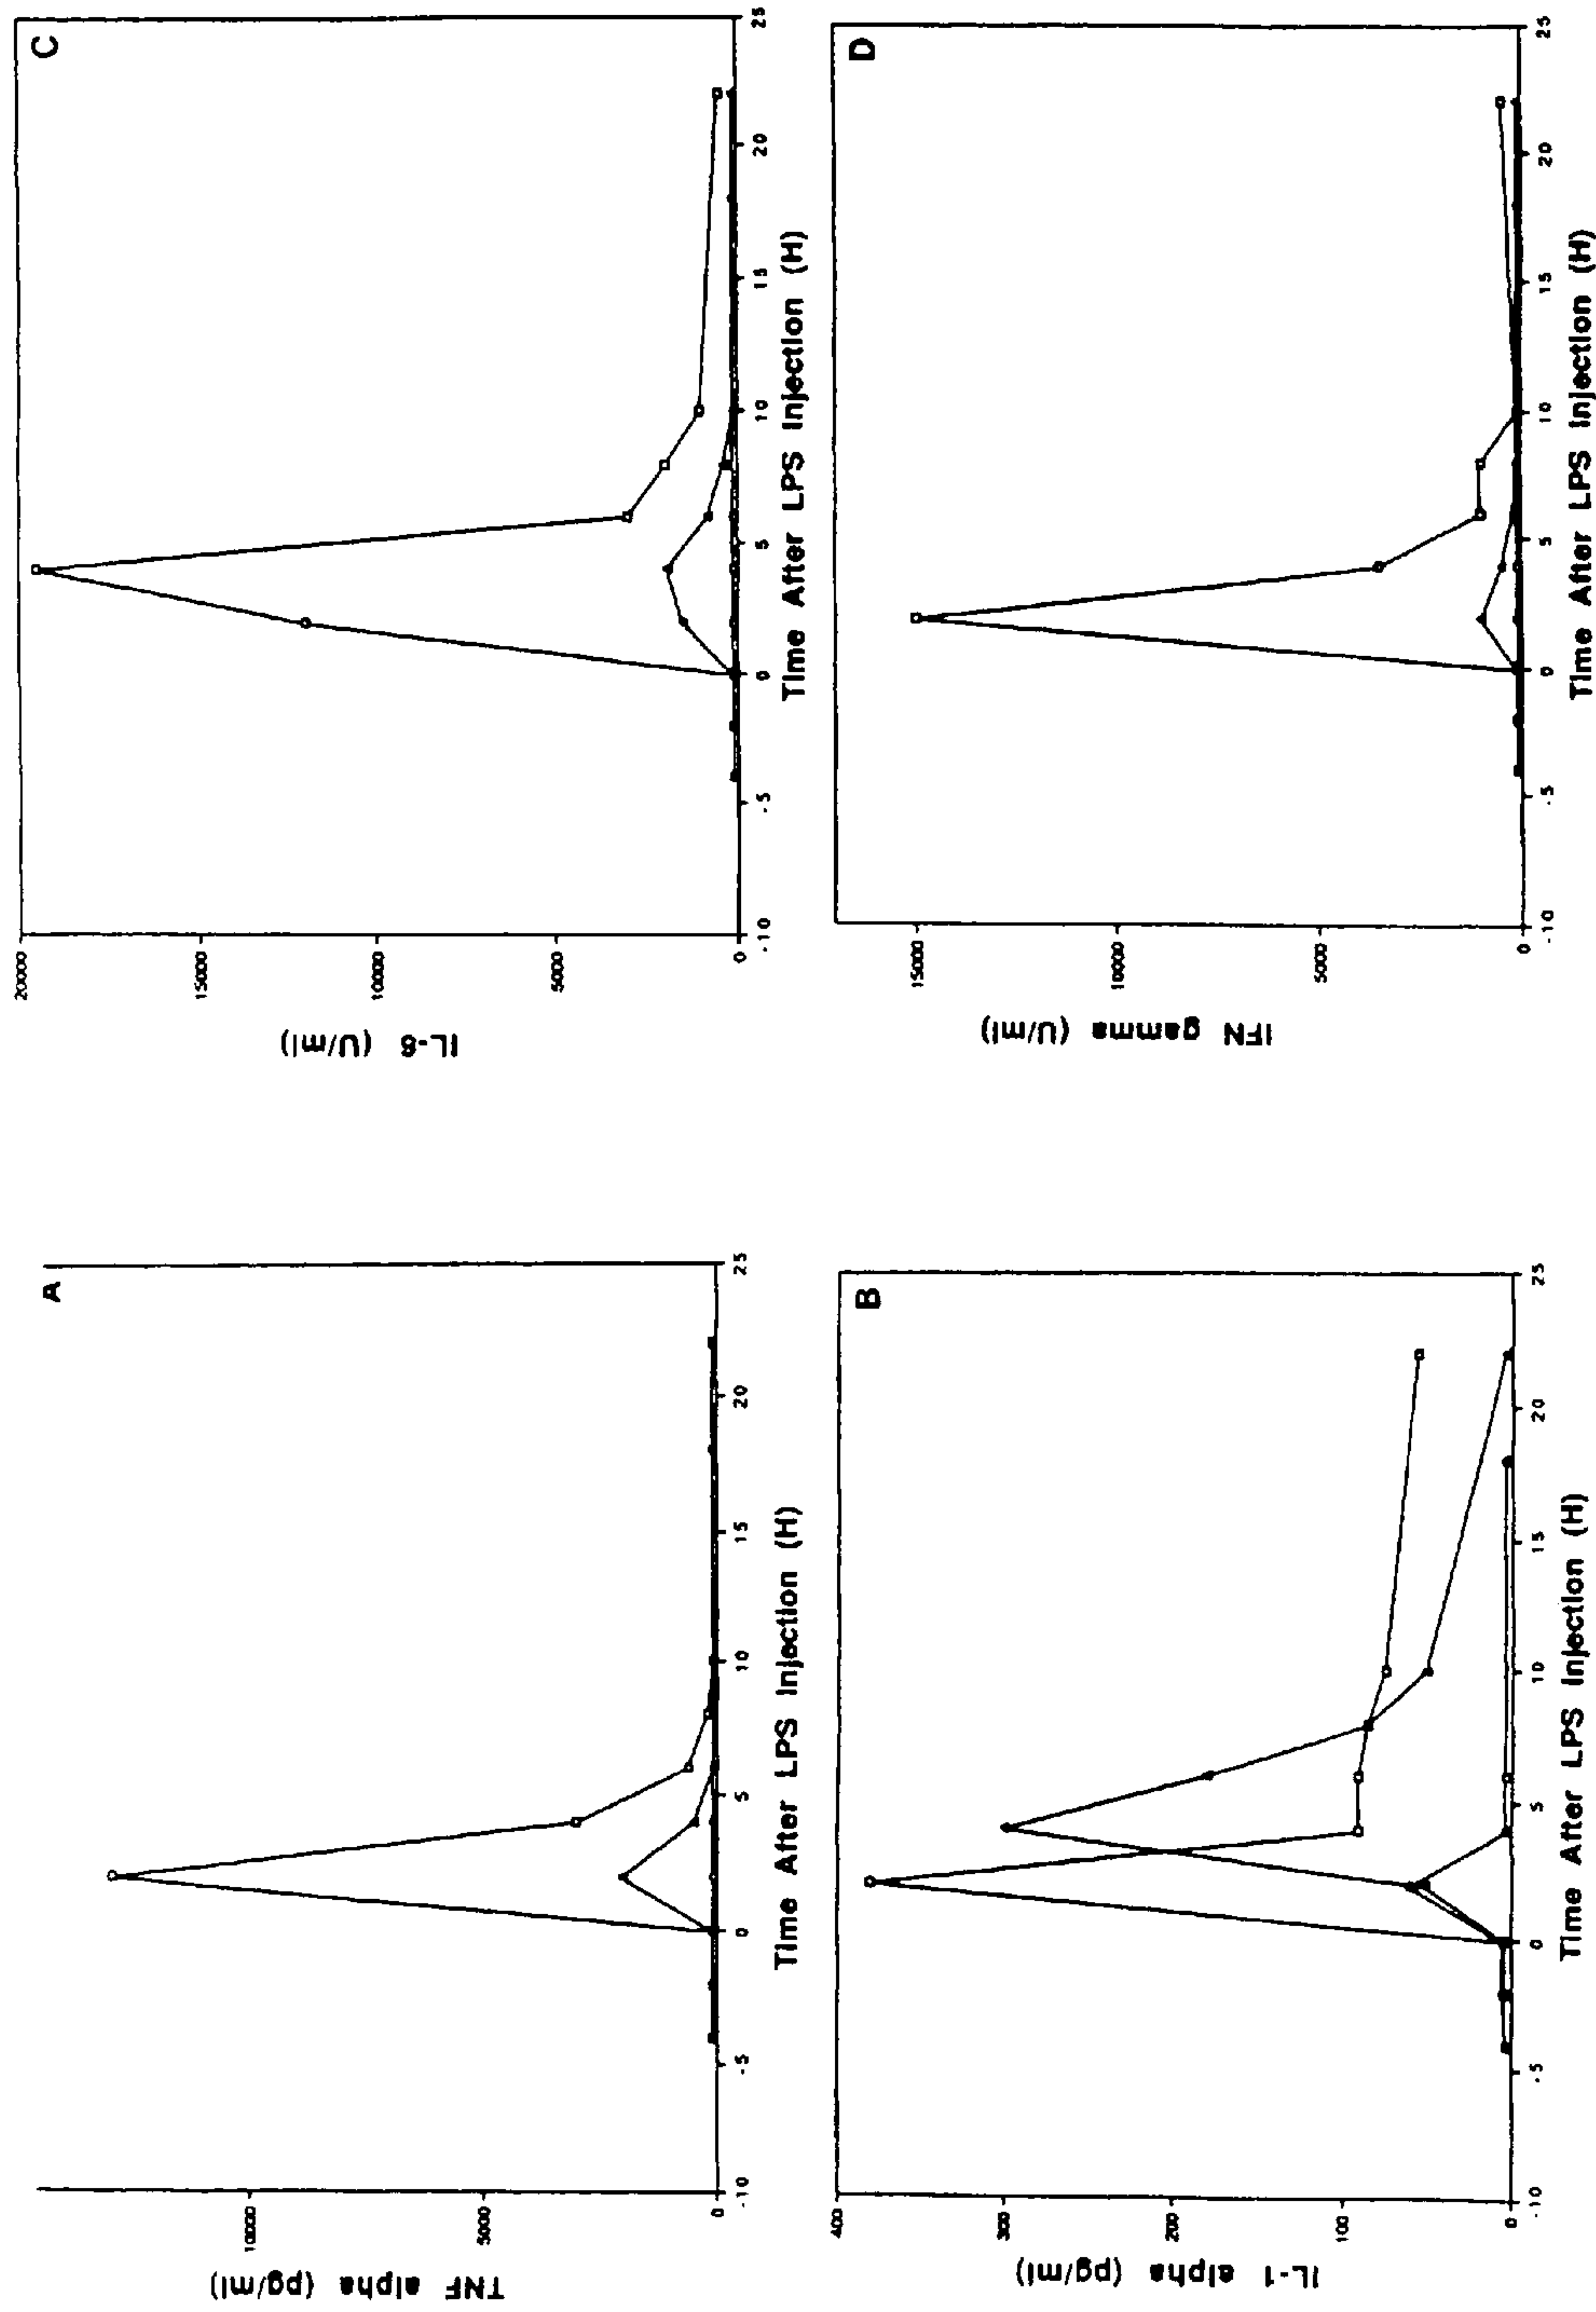 A
TNF alpha (pg/ml)
10000
5000
0
-10 -5 0 5 10 15 20 25
Time After LPS Injection (H)
B
IL-1 alpha (pg/ml)
400
300
200
100
0
-10 -5 0 5 10 15 20 25
Time After LPS Injection (H)
C
IL-6 (U/ml)
20000
15000
10000
5000
0
-10 -5 0 5 10 15 20 25
Time After LPS Injection (H)
D
IFN gamma (U/ml)
15000
10000
5000
0
-10 -5 0 5 10 15 20 25
Time After LPS Injection (H)